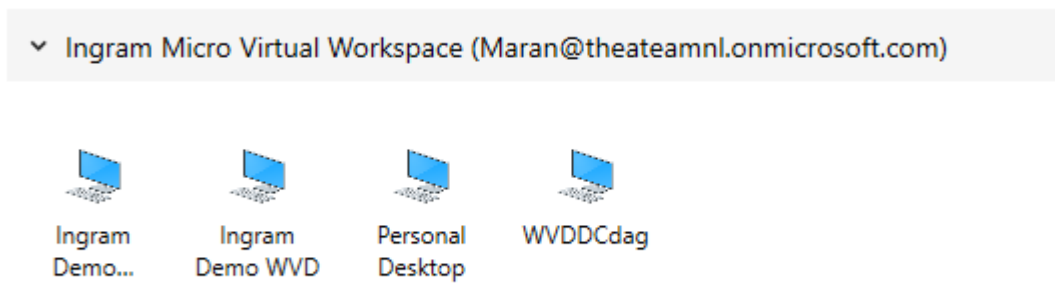 Ingram Micro Virtual Workspace (Maran@theateamnl.onmicrosoft.com)
Ingram Demo...
Ingram Demo WVD
Personal Desktop
WVDDCdag